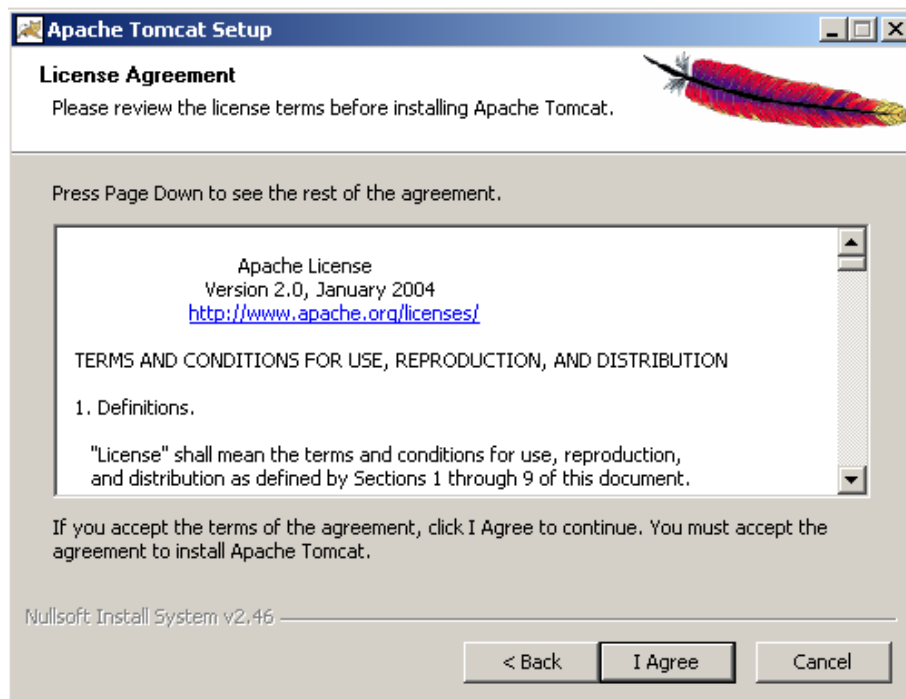 Apache Tomcat Setup
License Agreement
Please review the license terms before installing Apache Tomcat.
Press Page Down to see the rest of the agreement.
Apache License
Version 2.0, January 2004
http://www.apache.org/licenses/
TERMS AND CONDITIONS FOR USE, REPRODUCTION, AND DISTRIBUTION
1. Definitions.
"License" shall mean the terms and conditions for use, reproduction,
and distribution as defined by Sections 1 through 9 of this document.
If you accept the terms of the agreement, click I Agree to continue. You must accept the
agreement to install Apache Tomcat.
Nullsoft Install System v2.46
< Back I Agree Cancel